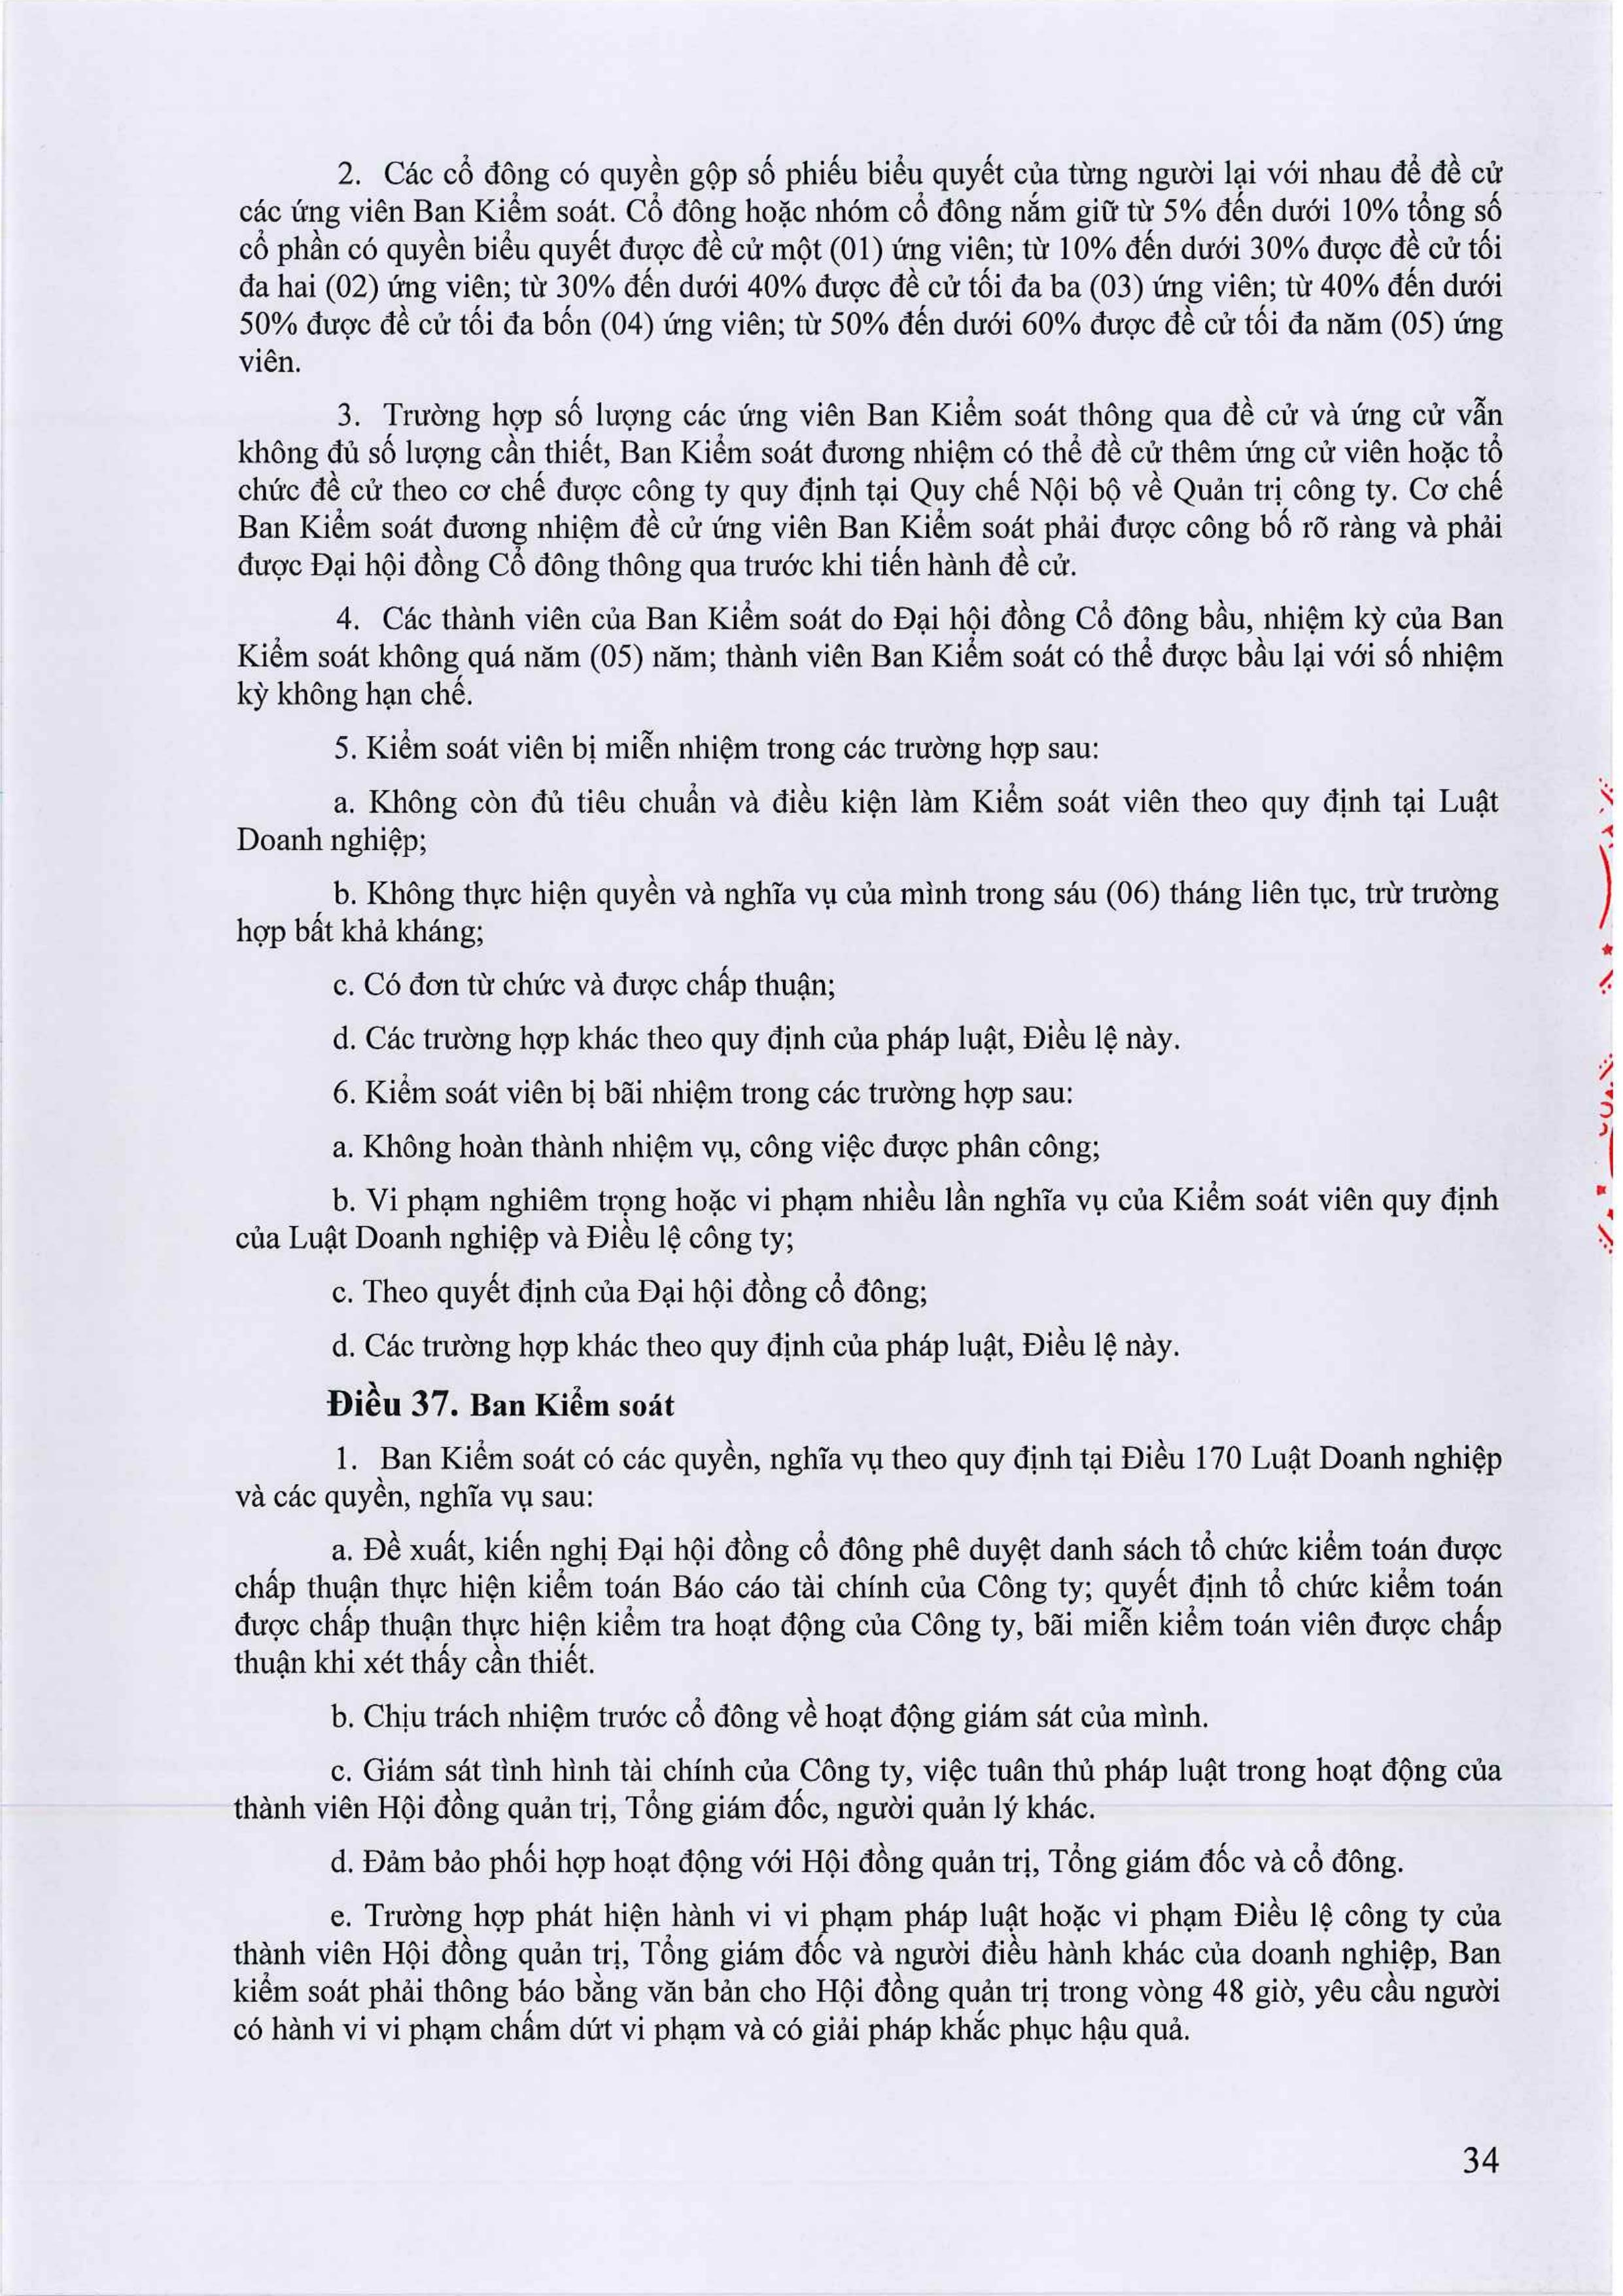 2. Các cổ đông có quyền gộp số phiếu biểu quyết của từng người lại với nhau để đề cử
các ứng viên Ban Kiểm soát. Cổ đông hoặc nhóm cổ đông nắm giữ từ 5% đến dưới 10% tổng số
cổ phần có quyền biểu quyết được đề cử một (01) ứng viên; từ 10% đến dưới 30% được đề cử tối
đa hai (02) ứng viên; từ 30% đến dưới 40% được đề cử tối đa ba (03) ứng viên; từ 40% đến dưới
50% được đề cử tối đa bốn (04) ứng viên; từ 50% đến dưới 60% được đề cử tối đa năm (05) ứng
viên.
3. Trường hợp số lượng các ứng viên Ban Kiểm soát thông qua đề cử và ứng cử vẫn
không đủ số lượng cần thiết, Ban Kiểm soát đương nhiệm có thể đề cử thêm ứng cử viên hoặc tổ
chức đề cử theo cơ chế được công ty quy định tại Quy chế Nội bộ về Quản trị công ty. Cơ chế
Ban Kiểm soát đương nhiệm đề cử ứng viên Ban Kiểm soát phải được công bố rõ ràng và phải
được Đại hội đồng Cổ đông thông qua trước khi tiến hành đề cử.
4. Các thành viên của Ban Kiểm soát do Đại hội đồng Cổ đông bầu, nhiệm kỳ của Ban
Kiểm soát không quá năm (05) năm; thành viên Ban Kiểm soát có thể được bầu lại với số nhiệm
kỳ không hạn chế.
5. Kiểm soát viên bị miễn nhiệm trong các trường hợp sau:
a. Không còn đủ tiêu chuẩn và điều kiện làm Kiểm soát viên theo quy định tại Luật
Doanh nghiệp;
b. Không thực hiện quyền và nghĩa vụ của mình trong sáu (06) tháng liên tục, trừ trường
hợp bất khả kháng;
c. Có đơn từ chức và được chấp thuận;
d. Các trường hợp khác theo quy định của pháp luật, Điều lệ này.
6. Kiểm soát viên bị bãi nhiệm trong các trường hợp sau:
a. Không hoàn thành nhiệm vụ, công việc được phân công;
b. Vi phạm nghiêm trọng hoặc vi phạm nhiều lần nghĩa vụ của Kiểm soát viên quy định
của Luật Doanh nghiệp và Điều lệ công ty;
c. Theo quyết định của Đại hội đồng cổ đông;
d. Các trường hợp khác theo quy định của pháp luật, Điều lệ này.
Điều 37. Ban Kiểm soát
1. Ban Kiểm soát có các quyền, nghĩa vụ theo quy định tại Điều 170 Luật Doanh nghiệp
và các quyền, nghĩa vụ sau:
a. Đề xuất, kiến nghị Đại hội đồng cổ đông phê duyệt danh sách tổ chức kiểm toán được
chấp thuận thực hiện kiểm toán Báo cáo tài chính của Công ty; quyết định tổ chức kiểm toán
được chấp thuận thực hiện kiểm tra hoạt động của Công ty, bãi miễn kiểm toán viên được chấp
thuận khi xét thấy cần thiết.
b. Chịu trách nhiệm trước cổ đông về hoạt động giám sát của mình.
c. Giám sát tình hình tài chính của Công ty, việc tuân thủ pháp luật trong hoạt động của
thành viên Hội đồng quản trị, Tổng giám đốc, người quản lý khác.
d. Đảm bảo phối hợp hoạt động với Hội đồng quản trị, Tổng giám đốc và cổ đông.
e. Trường hợp phát hiện hành vi vi phạm pháp luật hoặc vi phạm Điều lệ công ty của
thành viên Hội đồng quản trị, Tổng giám đốc và người điều hành khác của doanh nghiệp, Ban
kiểm soát phải thông báo bằng văn bản cho Hội đồng quản trị trong vòng 48 giờ, yêu cầu người
có hành vi vi phạm chấm dứt vi phạm và có giải pháp khắc phục hậu quả.
34